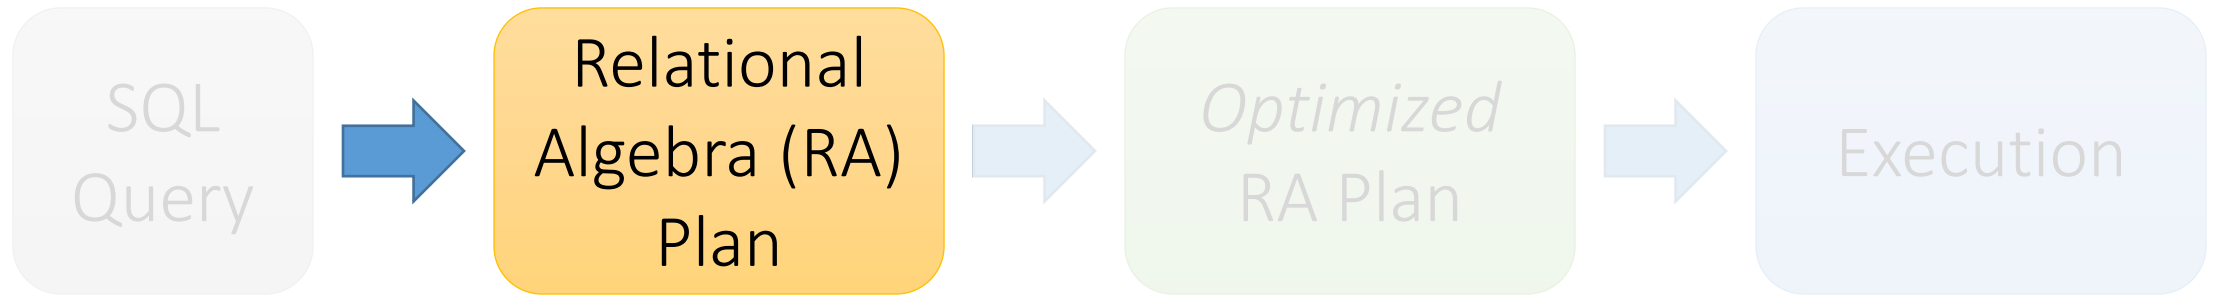 SQL
Query
Relational
Algebra (RA)
Plan
Optimized
RA Plan
Execution